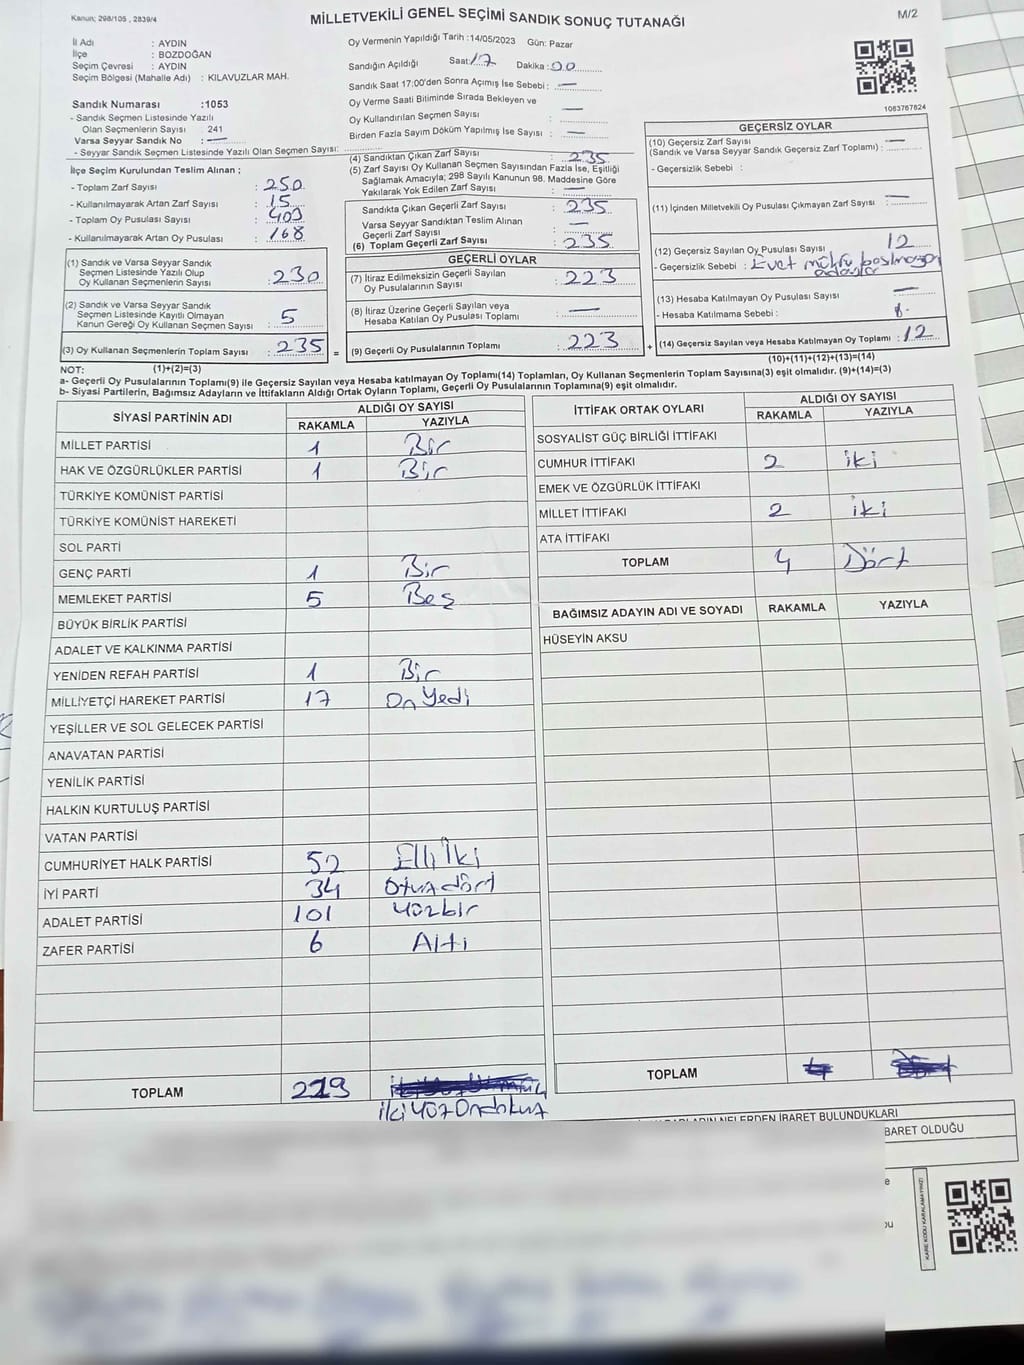 Kanun; 298/105 , 2839/4
MİLLETVEKİLİ GENEL SEÇİMİ SANDIK SONUÇ TUTANAĞI
M/2
İl Adı : AYDIN
İlçe : BOZDOĞAN
Seçim Çevresi : AYDIN
Seçim Bölgesi (Mahalle Adı) : KILAVUZLAR MAH.
Sandık Numarası :1053
- Sandık Seçmen Listesinde Yazılı
Olan Seçmenlerin Sayısı : 241
Varsa Seyyar Sandık No : —
- Seyyar Sandık Seçmen Listesinde Yazılı Olan Seçmen Sayısı:
Oy Vermenin Yapıldığı Tarih :14/05/2023 Gün: Pazar
Sandığın Açıldığı Saat: 17 Dakika: 00
Sandık Saat 17:00'den Sonra Açımış İse Sebebi : —
Oy Verme Saati Bitiminde Sırada Bekleyen ve
Oy Kullandırılan Seçmen Sayısı : —
Birden Fazla Sayım Döküm Yapılmış İse Sayısı : —
1063767824
İlçe Seçim Kurulundan Teslim Alınan ;
- Toplam Zarf Sayısı : 250
- Kullanılmayarak Artan Zarf Sayısı : 15
- Toplam Oy Pusulası Sayısı : 403
- Kullanılmayarak Artan Oy Pusulası : 168
(1) Sandık ve Varsa Seyyar Sandık
Seçmen Listesinde Yazılı Olup
Oy Kullanan Seçmenlerin Sayısı : 230
(2) Sandık ve Varsa Seyyar Sandık
Seçmen Listesinde Kayıtlı Olmayan
Kanun Gereği Oy Kullanan Seçmen Sayısı : 5
(3) Oy Kullanan Seçmenlerin Toplam Sayısı : 235 =
(4) Sandıktan Çıkan Zarf Sayısı : 235
(5) Zarf Sayısı Oy Kullanan Seçmen Sayısından Fazla İse, Eşitliği
Sağlamak Amacıyla; 298 Sayılı Kanunun 98. Maddesine Göre
Yakılarak Yok Edilen Zarf Sayısı : —
Sandıkta Çıkan Geçerli Zarf Sayısı : 235
Varsa Seyyar Sandıktan Teslim Alınan
Geçerli Zarf Sayısı : —
(6) Toplam Geçerli Zarf Sayısı : 235
GEÇERLİ OYLAR
(7) İtiraz Edilmeksizin Geçerli Sayılan
Oy Pusulalarının Sayısı : 223
(8) İtiraz Üzerine Geçerli Sayılan veya
Hesaba Katılan Oy Pusulası Toplamı : —
(9) Geçerli Oy Pusulalarının Toplamı : 223 +
GEÇERSİZ OYLAR
(10) Geçersiz Zarf Sayısı
(Sandık ve Varsa Seyyar Sandık Geçersiz Zarf Toplamı) : —
- Geçersizlik Sebebi :
(11) İçinden Milletvekili Oy Pusulası Çıkmayan Zarf Sayısı : —
(12) Geçersiz Sayılan Oy Pusulası Sayısı : 12
- Geçersizlik Sebebi : Evet mührü
(13) Hesaba Katılmayan Oy Pusulası Sayısı : —
- Hesaba Katılmama Sebebi :
(14) Geçersiz Sayılan veya Hesaba Katılmayan Oy Toplamı : 12
(10)+(11)+(12)+(13)=(14)
NOT: (1)+(2)=(3)
a- Geçerli Oy Pusulalarının Toplamı(9) ile Geçersiz Sayılan veya Hesaba katılmayan Oy Toplamı(14) Toplamları, Oy Kullanan Seçmenlerin Toplam Sayısına(3) eşit olmalıdır. (9)+(14)=(3)
b- Siyasi Partilerin, Bağımsız Adayların ve İttifakların Aldığı Ortak Oyların Toplamı, Geçerli Oy Pusulalarının Toplamına(9) eşit olmalıdır.
SİYASİ PARTİNİN ADI ALDIĞI OY SAYISI
RAKAMLA YAZIYLA
MİLLET PARTİSİ 1 Bir
HAK VE ÖZGÜRLÜKLER PARTİSİ 1 Bir
TÜRKİYE KOMÜNİST PARTİSİ
TÜRKİYE KOMÜNİST HAREKETİ
SOL PARTİ
GENÇ PARTİ 1 Bir
MEMLEKET PARTİSİ 5 Beş
BÜYÜK BİRLİK PARTİSİ
ADALET VE KALKINMA PARTİSİ
YENİDEN REFAH PARTİSİ 1 Bir
MİLLİYETÇİ HAREKET PARTİSİ 17 On Yedi
YEŞİLLER VE SOL GELECEK PARTİSİ
ANAVATAN PARTİSİ
YENİLİK PARTİSİ
HALKIN KURTULUŞ PARTİSİ
VATAN PARTİSİ
CUMHURİYET HALK PARTİSİ 52 Elli İki
İYİ PARTİ 34 Otuz dört
ADALET PARTİSİ 101 Yüz bir
ZAFER PARTİSİ 6 Altı
TOPLAM 219
iki Yüz Ondokuz
İTTİFAK ORTAK OYLARI ALDIĞI OY SAYISI
RAKAMLA YAZIYLA
SOSYALİST GÜÇ BİRLİĞİ İTTİFAKI
CUMHUR İTTİFAKI 2 iki
EMEK VE ÖZGÜRLÜK İTTİFAKI
MİLLET İTTİFAKI 2 iki
ATA İTTİFAKI
TOPLAM 4 Dört
BAĞIMSIZ ADAYIN ADI VE SOYADI RAKAMLA YAZIYLA
HÜSEYİN AKSU
TOPLAM
NELERDEN İBARET BULUNDUKLARI
BARET OLDUĞU
KARE KODU KARALAMAYINIZ!